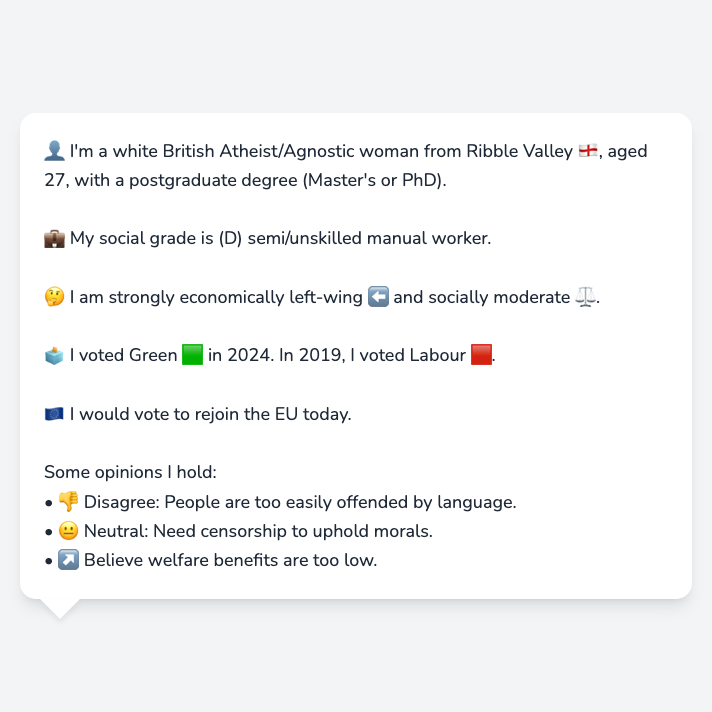 👤 I'm a white British Atheist/Agnostic woman from Ribble Valley 🏴󠁧󠁢󠁥󠁮󠁧󠁿, aged
27, with a postgraduate degree (Master's or PhD).
💼 My social grade is (D) semi/unskilled manual worker.
🤔 I am strongly economically left-wing ⬅️ and socially moderate ⚖️.
🗳️ I voted Green 🟩 in 2024. In 2019, I voted Labour 🟥.
🇪🇺 I would vote to rejoin the EU today.
Some opinions I hold:
• 👎 Disagree: People are too easily offended by language.
• 😐 Neutral: Need censorship to uphold morals.
• ↗️ Believe welfare benefits are too low.